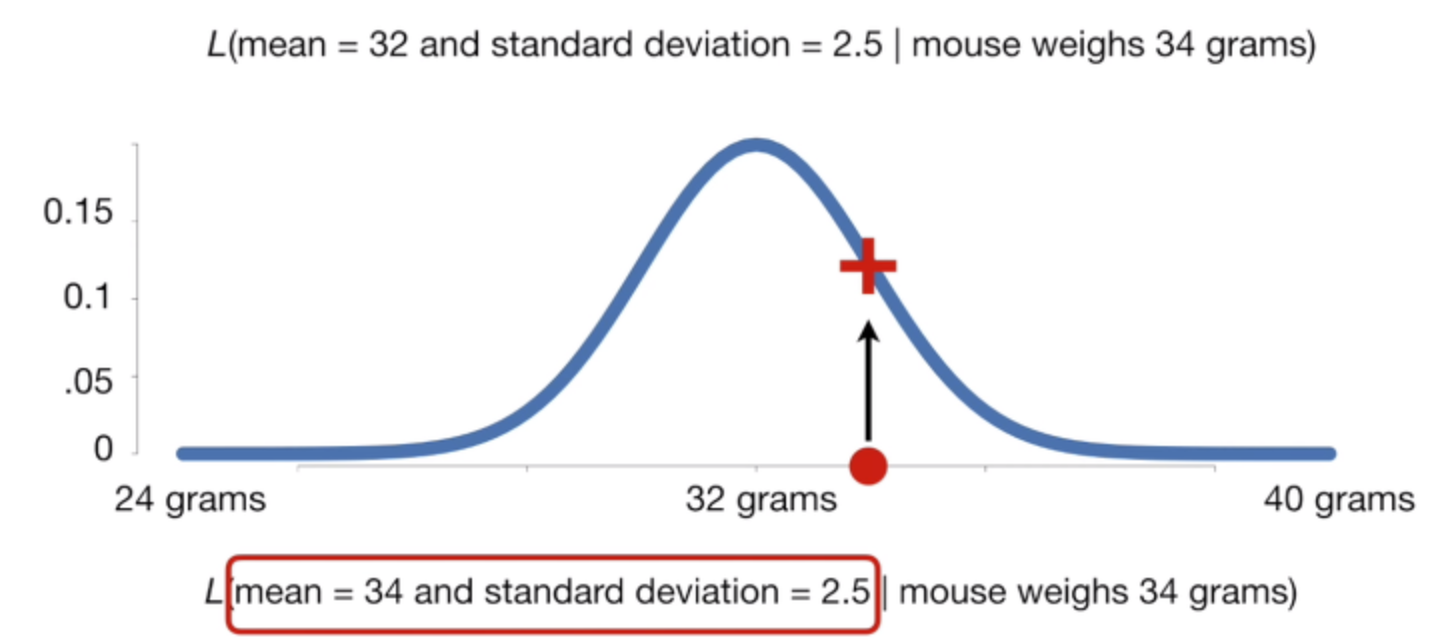 L(mean = 32 and standard deviation = 2.5 | mouse weighs 34 grams)
0.15
0.1
.05
0
24 grams
32 grams
40 grams
L(mean = 34 and standard deviation = 2.5 | mouse weighs 34 grams)